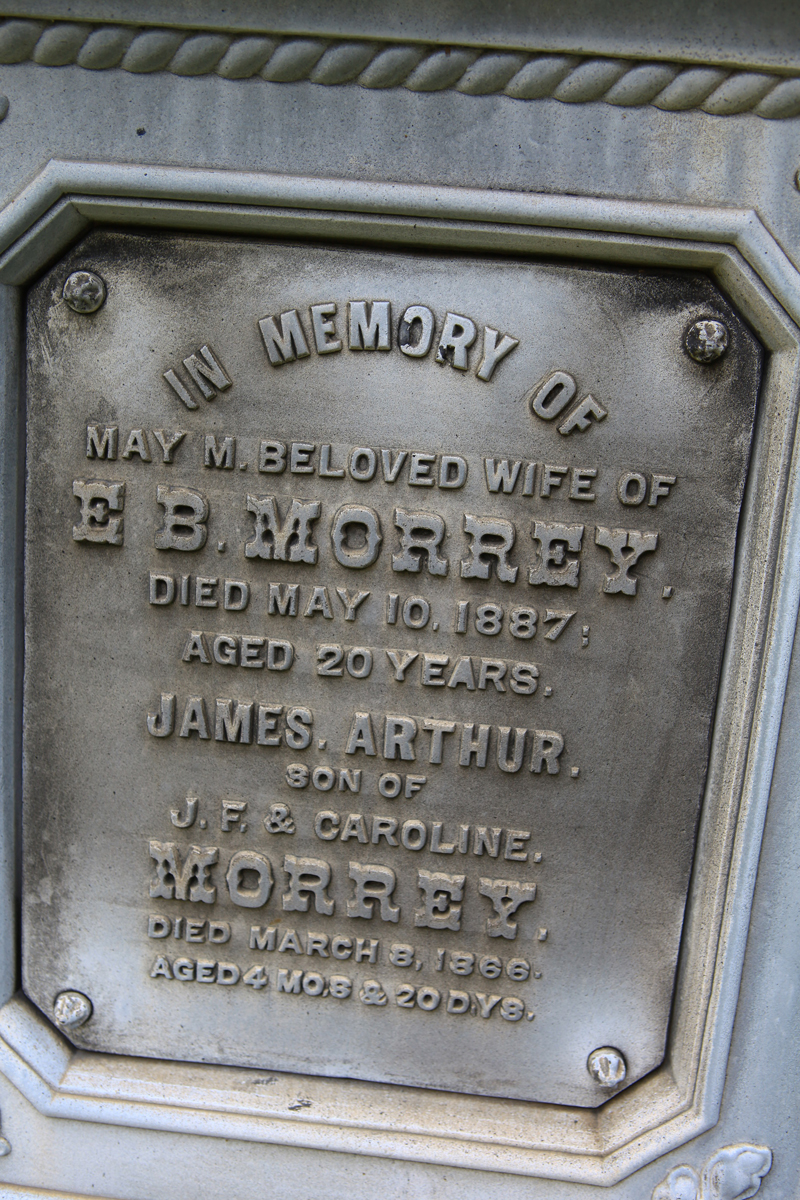 IN MEMORY OF
MAY M. BELOVED WIFE OF
E B. MORREY.
DIED MAY 10, 1887;
AGED 20 YEARS.
JAMES. ARTHUR.
SON OF
J. F. & CAROLINE.
MORREY.
DIED MARCH 8, 1866.
AGED 4 MO,S & 20 D,YS.